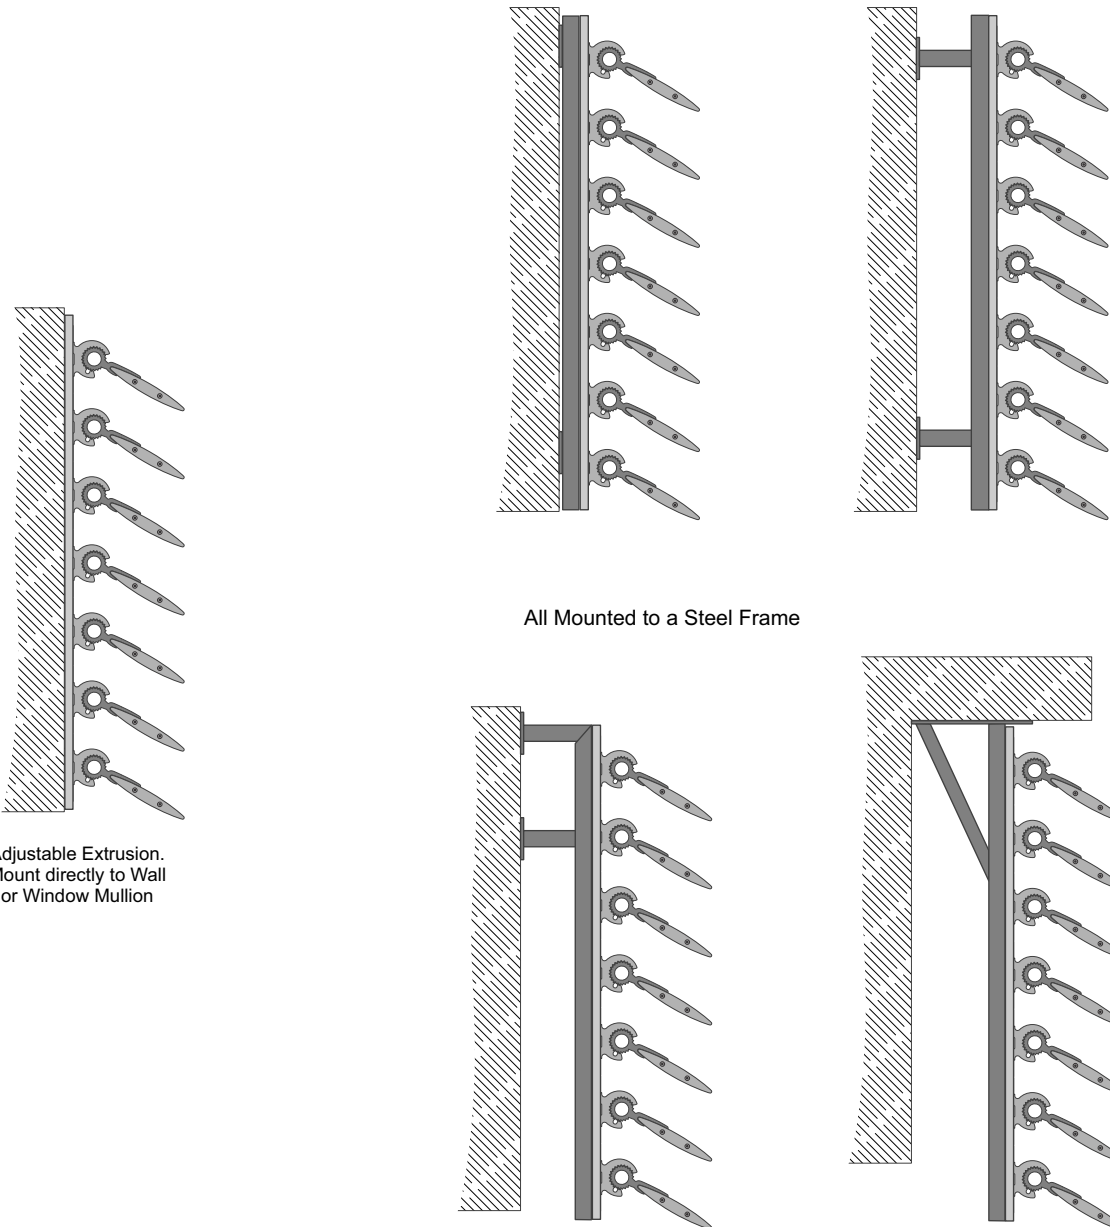 All Mounted to a Steel Frame
Adjustable Extrusion.
Mount directly to Wall
or Window Mullion